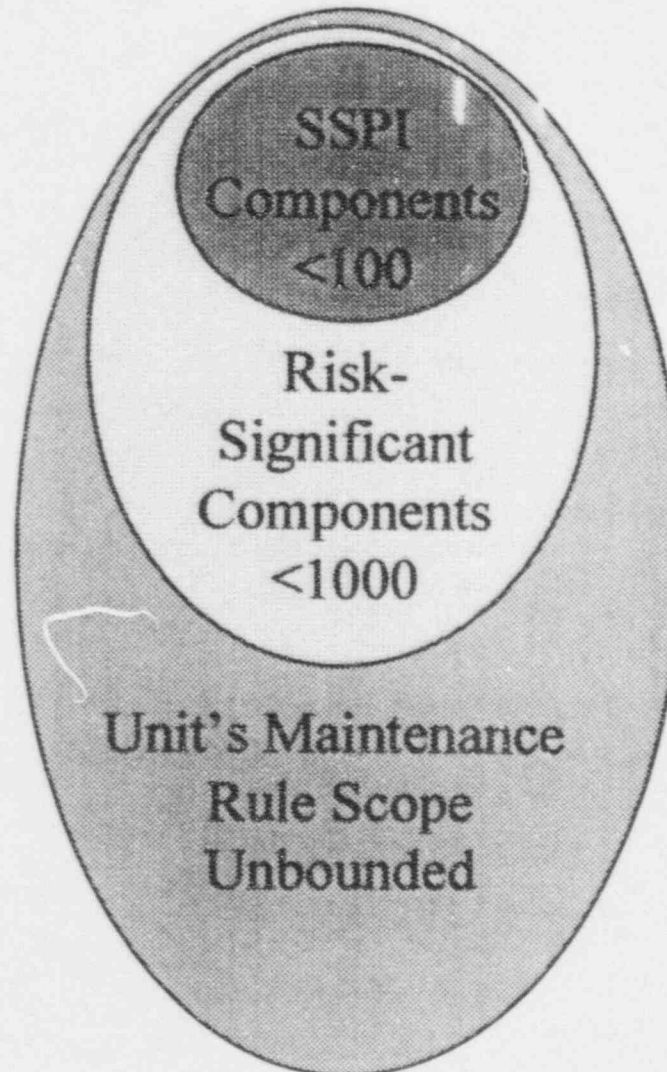 SSPI
Components
<100
Risk-
Significant
Components
<1000
Unit's Maintenance
Rule Scope
Unbounded